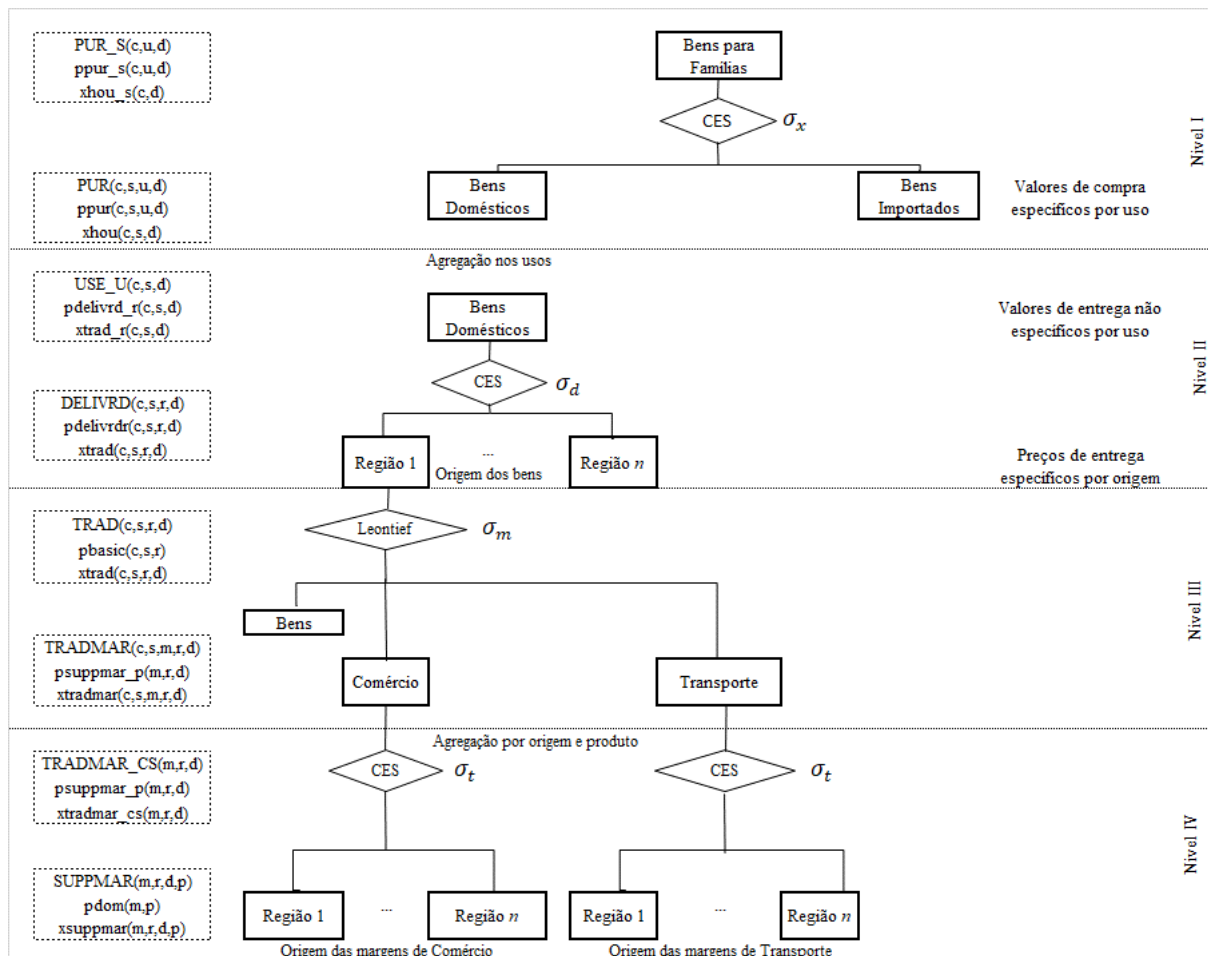 PUR_S(c,u,d)
ppur_s(c,u,d)
xhou_s(c,d)
Bens para
Famílias
CES
σx
Nivel I
PUR(c,s,u,d)
ppur(c,s,u,d)
xhou(c,s,d)
Bens
Domésticos
Bens
Importados
Valores de compra
específicos por uso
Agregação nos usos
USE_U(c,s,d)
pdelivrd_r(c,s,d)
xtrad_r(c,s,d)
Bens
Domésticos
Valores de entrega não
específicos por uso
CES
σd
Nivel II
DELIVRD(c,s,r,d)
pdelivrdr(c,s,r,d)
xtrad(c,s,r,d)
Região 1
...
Região n
Origem dos bens
Preços de entrega
específicos por origem
TRAD(c,s,r,d)
pbasic(c,s,r)
xtrad(c,s,r,d)
Leontief
σm
Nivel III
Bens
TRADMAR(c,s,m,r,d)
psuppmar_p(m,r,d)
xtradmar(c,s,m,r,d)
Comércio
Transporte
Agregação por origem e produto
TRADMAR_CS(m,r,d)
psuppmar_p(m,r,d)
xtradmar_cs(m,r,d)
CES
σt
CES
σt
Nivel IV
SUPPMAR(m,r,d,p)
pdom(m,p)
xsuppmar(m,r,d,p)
Região 1
...
Região n
Região 1
...
Região n
Origem das margens de Comércio
Origem das margens de Transporte